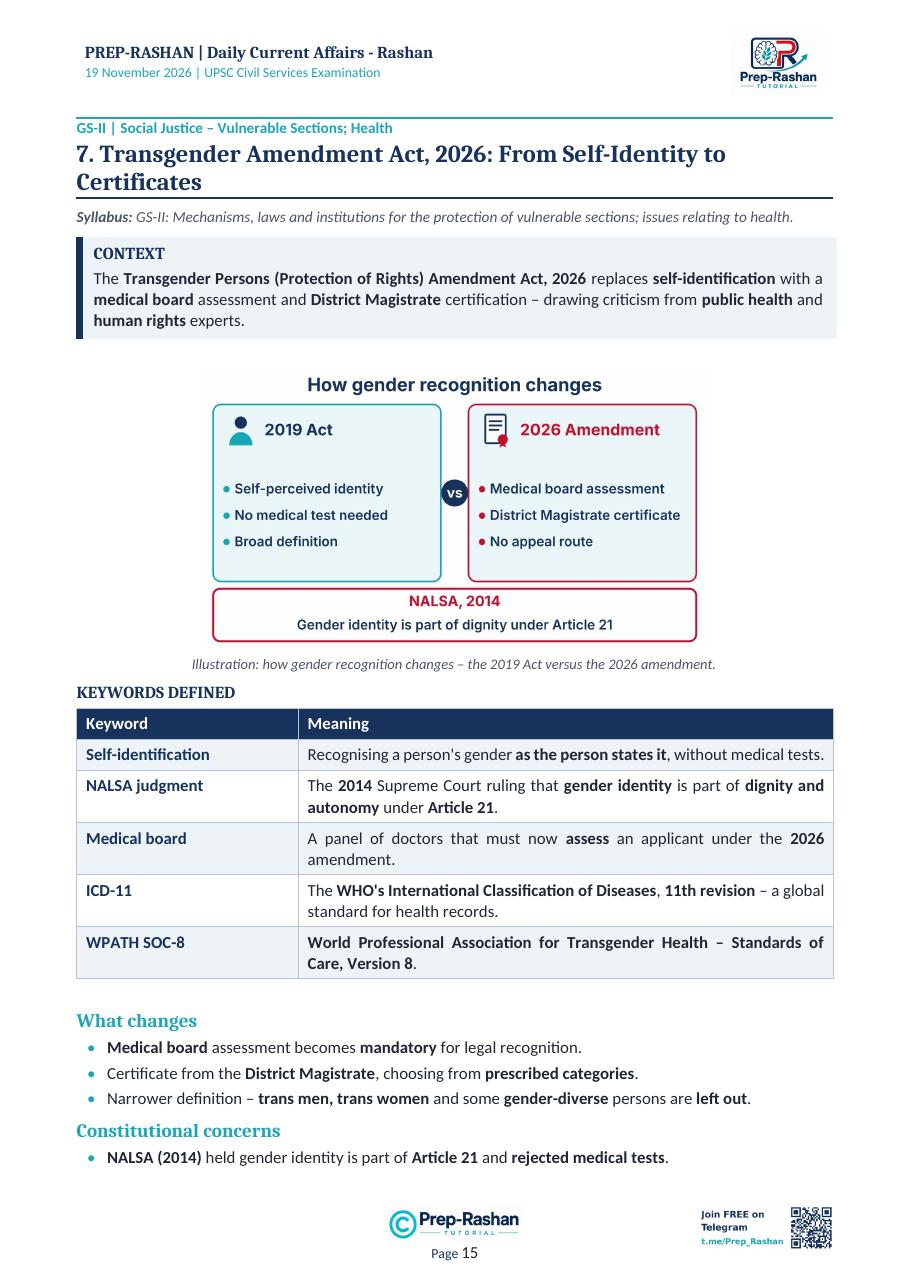 PREP-RASHAN | Daily Current Affairs - Rashan
19 November 2026 | UPSC Civil Services Examination
Prep-Rashan
TUTORIAL
GS-II | Social Justice – Vulnerable Sections; Health
7. Transgender Amendment Act, 2026: From Self-Identity to
Certificates
Syllabus: GS-II: Mechanisms, laws and institutions for the protection of vulnerable sections; issues relating to health.
CONTEXT
The Transgender Persons (Protection of Rights) Amendment Act, 2026 replaces self-identification with a
medical board assessment and District Magistrate certification – drawing criticism from public health and
human rights experts.
How gender recognition changes
2019 Act
• Self-perceived identity
• No medical test needed
• Broad definition
vs
2026 Amendment
• Medical board assessment
• District Magistrate certificate
• No appeal route
NALSA, 2014
Gender identity is part of dignity under Article 21
Illustration: how gender recognition changes – the 2019 Act versus the 2026 amendment.
KEYWORDS DEFINED
Keyword Meaning
Self-identification Recognising a person's gender as the person states it, without medical tests.
NALSA judgment The 2014 Supreme Court ruling that gender identity is part of dignity and
autonomy under Article 21.
Medical board A panel of doctors that must now assess an applicant under the 2026
amendment.
ICD-11 The WHO's International Classification of Diseases, 11th revision – a global
standard for health records.
WPATH SOC-8 World Professional Association for Transgender Health – Standards of
Care, Version 8.
What changes
• Medical board assessment becomes mandatory for legal recognition.
• Certificate from the District Magistrate, choosing from prescribed categories.
• Narrower definition – trans men, trans women and some gender-diverse persons are left out.
Constitutional concerns
• NALSA (2014) held gender identity is part of Article 21 and rejected medical tests.
© Prep-Rashan
TUTORIAL
Page 15
Join FREE on
Telegram
t.me/Prep_Rashan